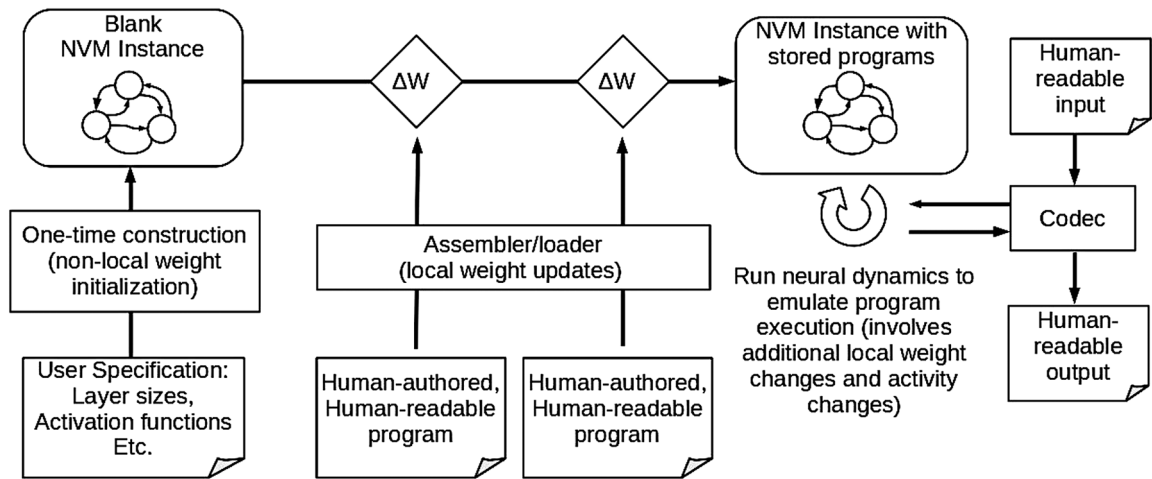 Blank
NVM Instance
ΔW
ΔW
NVM Instance with
stored programs
Human-
readable
input
One-time construction
(non-local weight
initialization)
Assembler/loader
(local weight updates)
Codec
User Specification:
Layer sizes,
Activation functions
Etc.
Human-authored,
Human-readable
program
Human-authored,
Human-readable
program
Run neural dynamics to
emulate program
execution (involves
additional local weight
changes and activity
changes)
Human-
readable
output